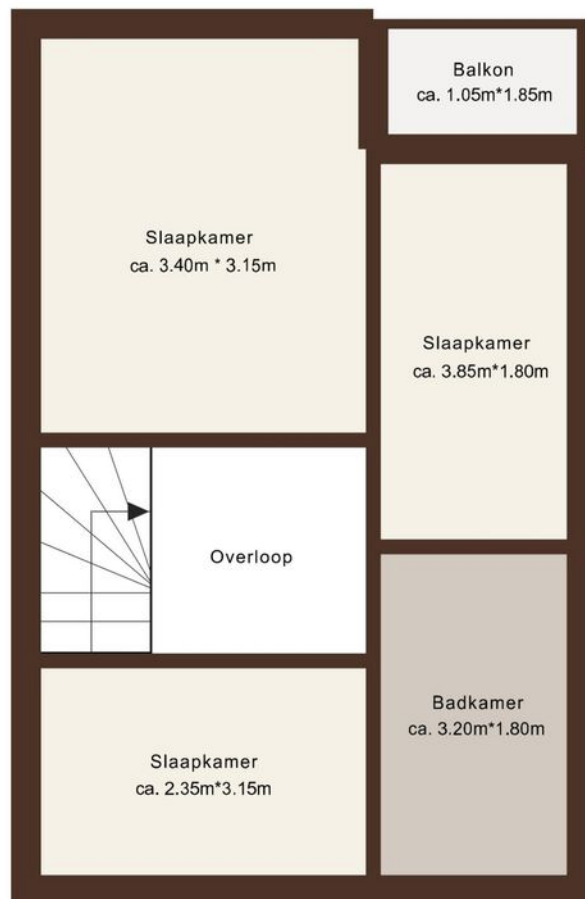 Balkon
ca. 1.05m*1.85m
Slaapkamer
ca. 3.40m * 3.15m
Slaapkamer
ca. 3.85m*1.80m
Overloop
Badkamer
ca. 3.20m*1.80m
Slaapkamer
ca. 2.35m*3.15m